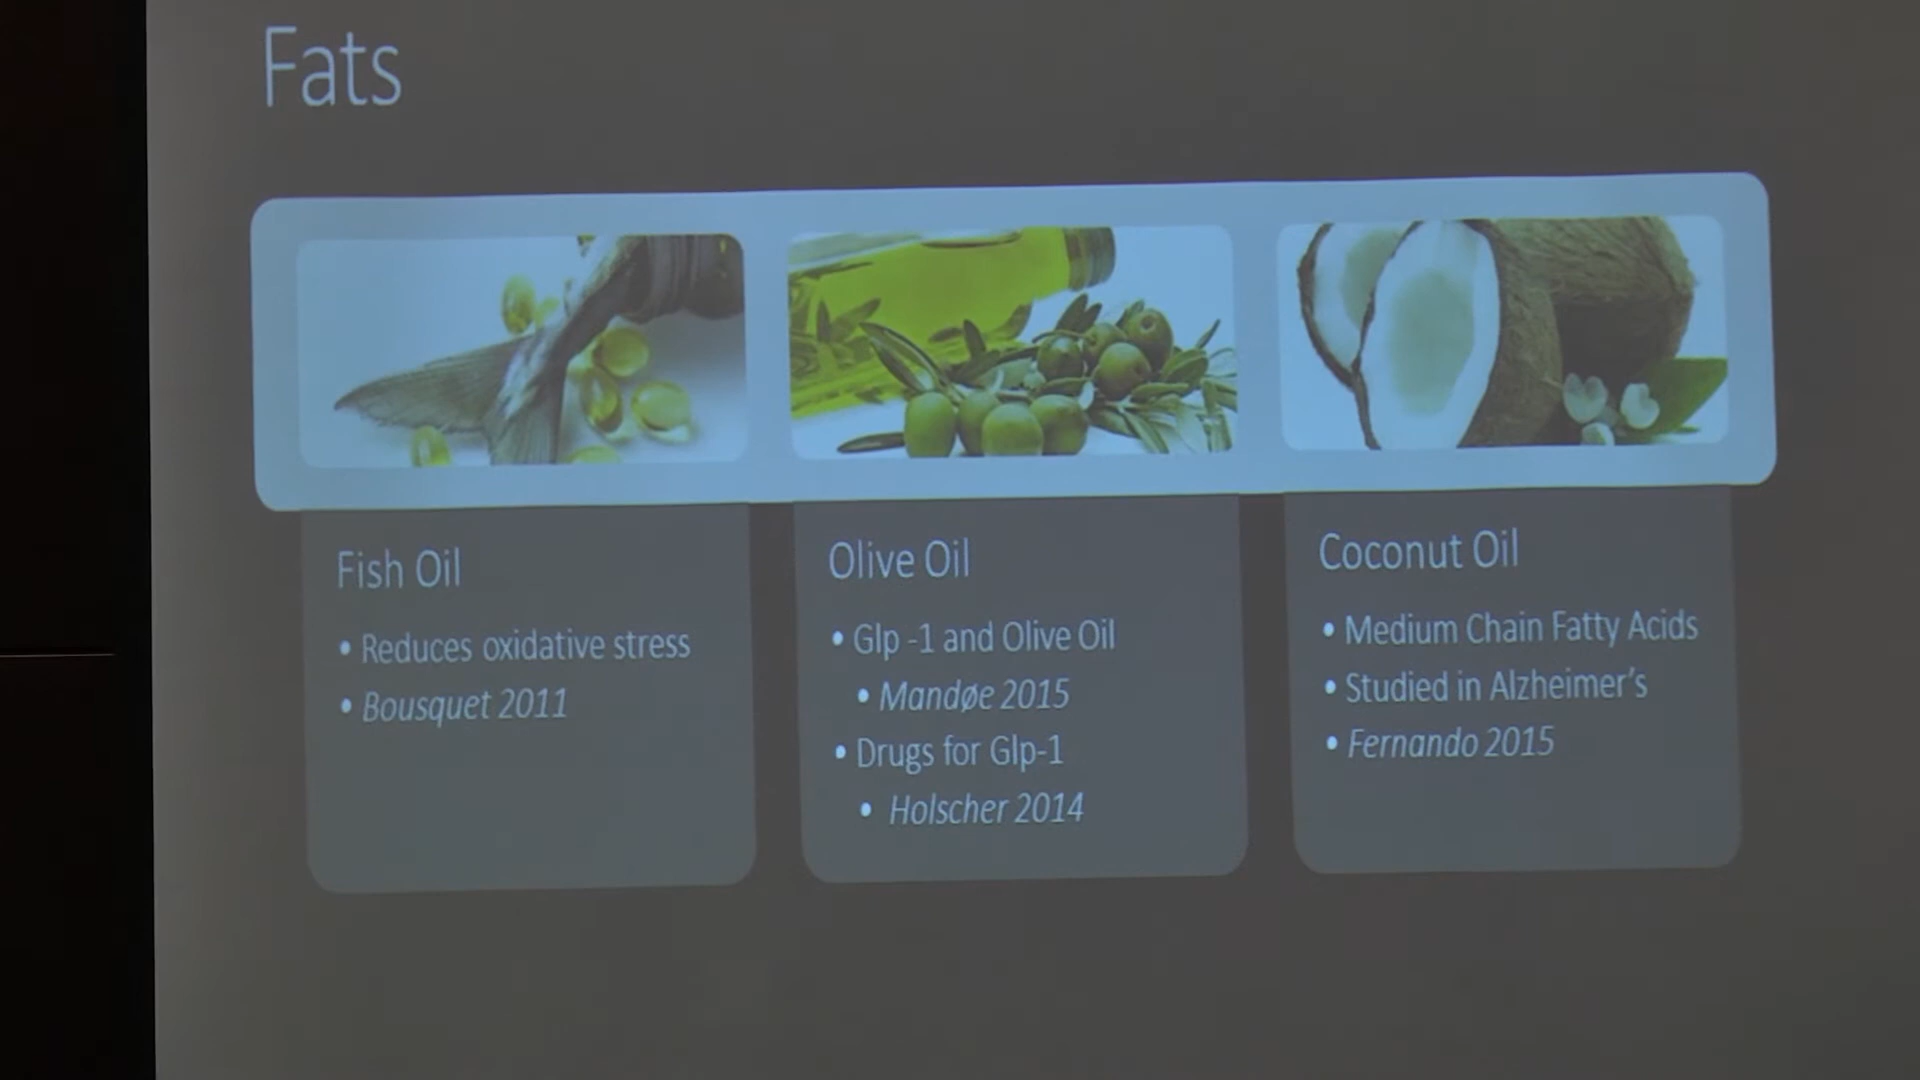 Fats
Fish Oil
• Reduces oxidative stress
• Bousquet 2011
Olive Oil
• Glp -1 and Olive Oil
• Mandøe 2015
• Drugs for Glp-1
• Holscher 2014
Coconut Oil
• Medium Chain Fatty Acids
• Studied in Alzheimer's
• Fernando 2015